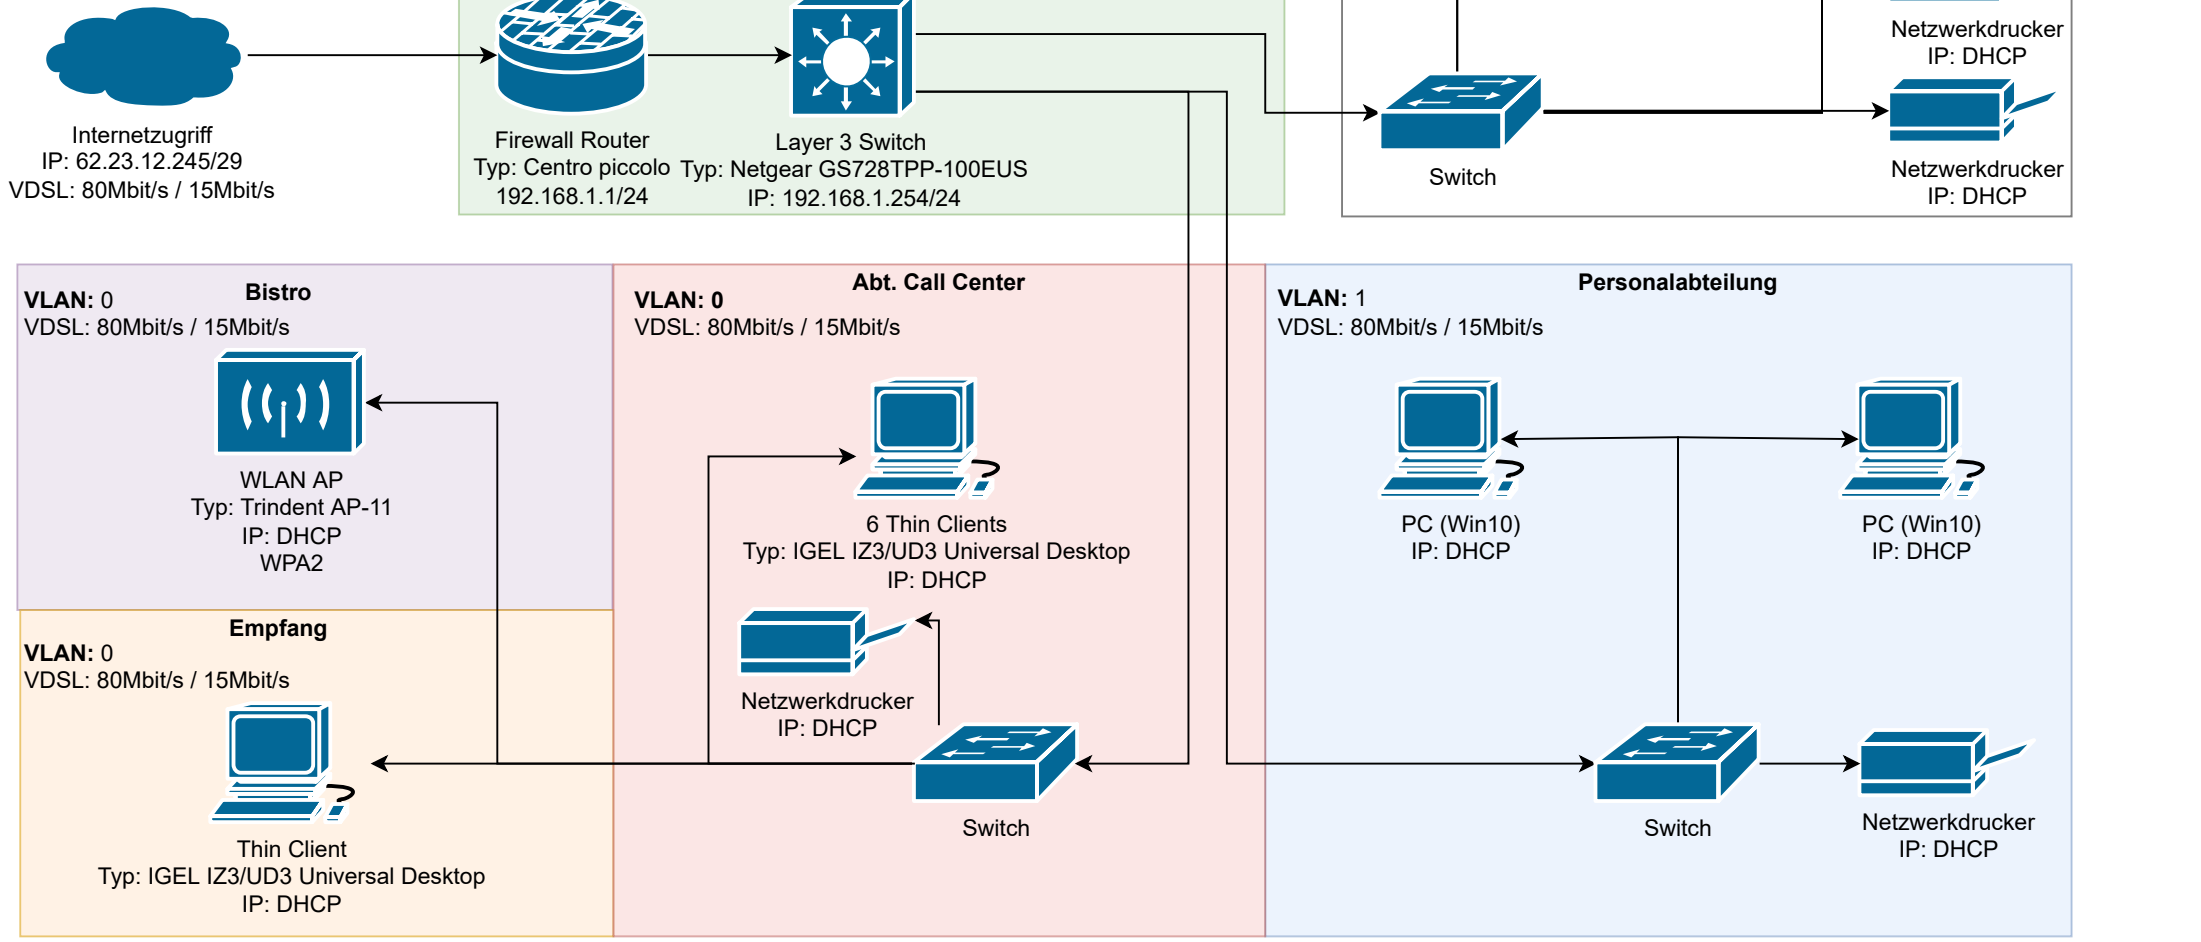 Internetzugriff
IP: 62.23.12.245/29
VDSL: 80Mbit/s / 15Mbit/s
Firewall Router
Typ: Centro piccolo
192.168.1.1/24
Layer 3 Switch
Typ: Netgear GS728TPP-100EUS
IP: 192.168.1.254/24
Switch
Netzwerkdrucker
IP: DHCP
Netzwerkdrucker
IP: DHCP
Bistro
VLAN: 0
VDSL: 80Mbit/s / 15Mbit/s
WLAN AP
Typ: Trindent AP-11
IP: DHCP
WPA2
Empfang
VLAN: 0
VDSL: 80Mbit/s / 15Mbit/s
Thin Client
Typ: IGEL IZ3/UD3 Universal Desktop
IP: DHCP
Abt. Call Center
VLAN: 0
VDSL: 80Mbit/s / 15Mbit/s
6 Thin Clients
Typ: IGEL IZ3/UD3 Universal Desktop
IP: DHCP
Netzwerkdrucker
IP: DHCP
Switch
Personalabteilung
VLAN: 1
VDSL: 80Mbit/s / 15Mbit/s
PC (Win10)
IP: DHCP
PC (Win10)
IP: DHCP
Switch
Netzwerkdrucker
IP: DHCP